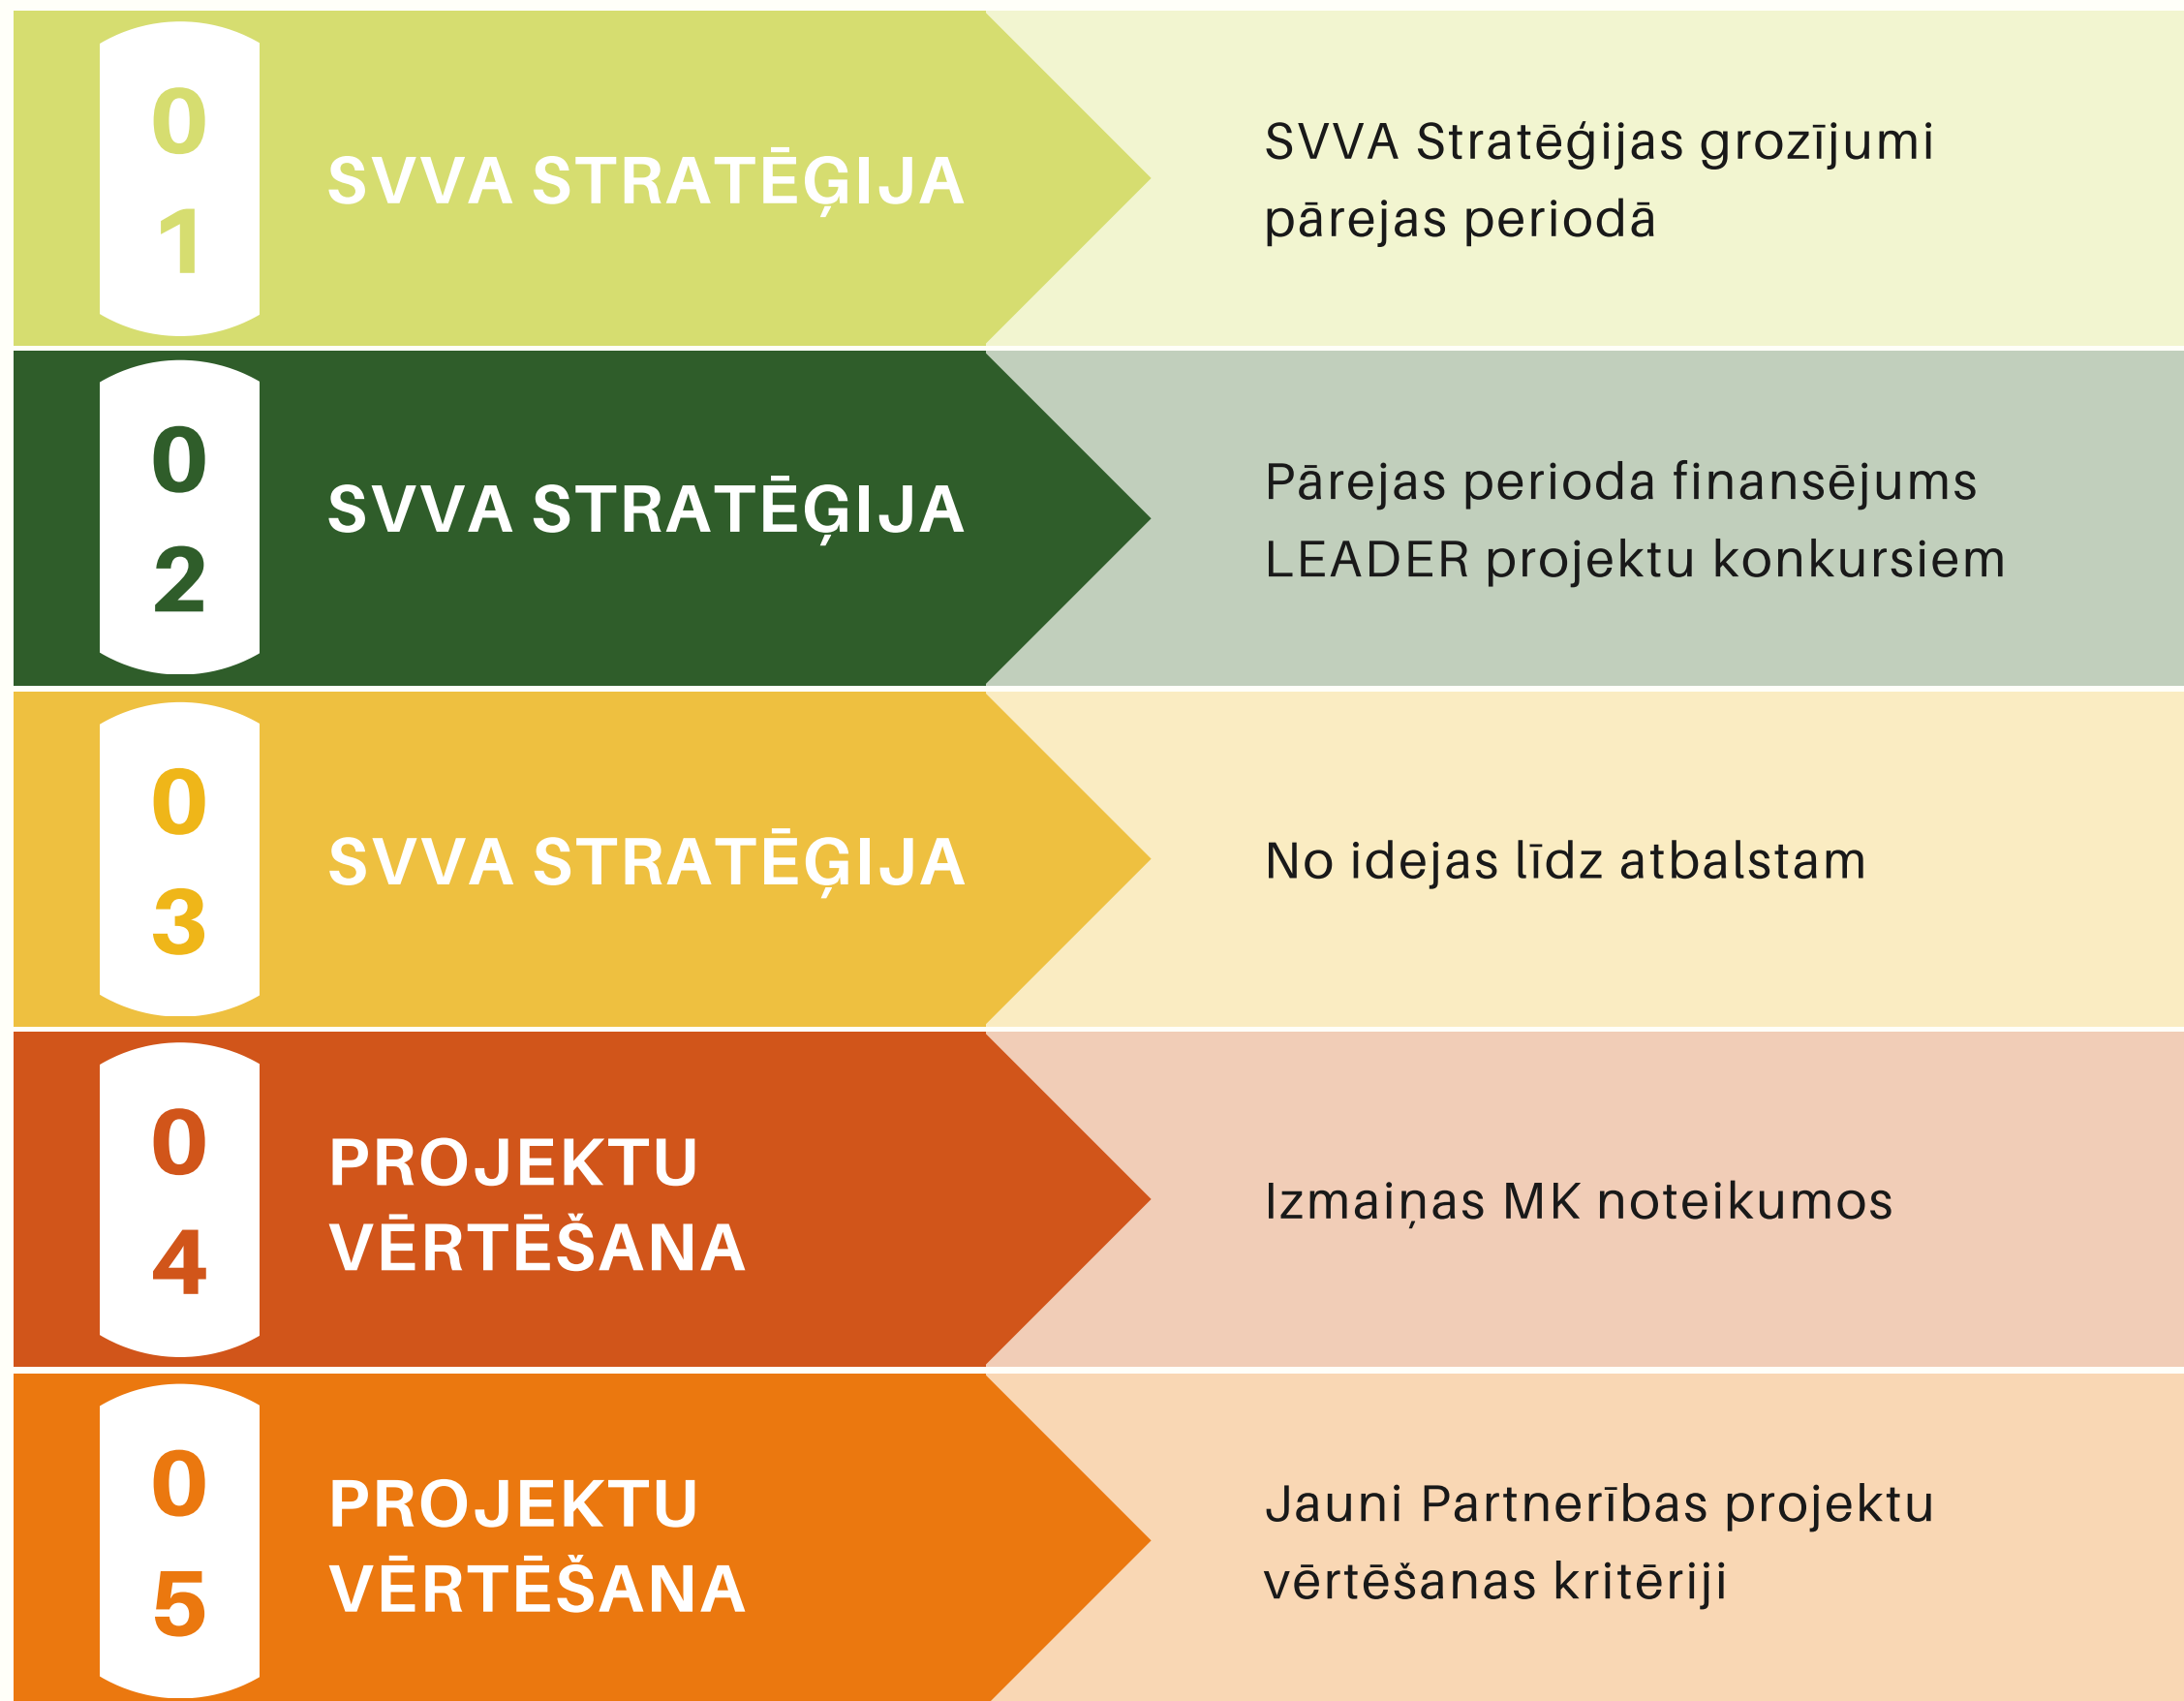 0
1
SVVA STRATĒĢIJA
SVVA Stratēģijas grozījumi
pārejas periodā
0
2
SVVA STRATĒĢIJA
Pārejas perioda finansējums
LEADER projektu konkursiem
0
3
SVVA STRATĒĢIJA
No idejas līdz atbalstam
0
4
PROJEKTU
VĒRTĒŠANA
Izmaiņas MK noteikumos
0
5
PROJEKTU
VĒRTĒŠANA
Jauni Partnerības projektu
vērtēšanas kritēriji